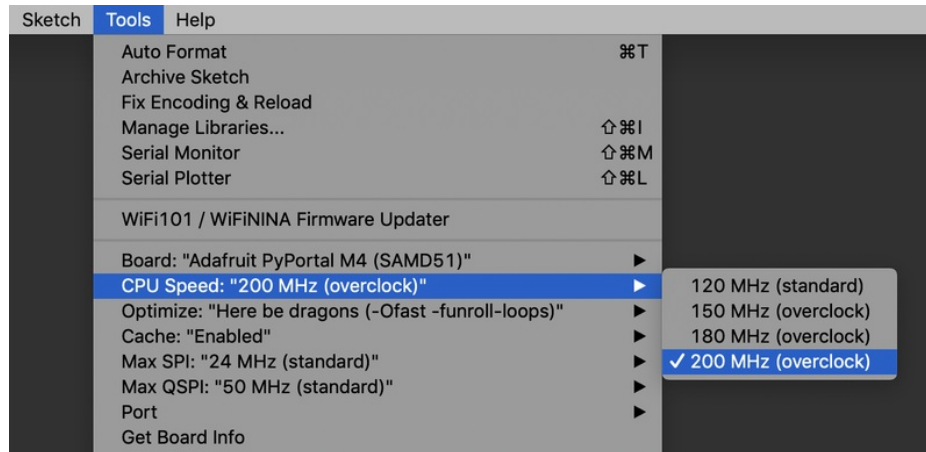 Sketch Tools Help
Auto Format ⌘T
Archive Sketch
Fix Encoding & Reload
Manage Libraries... ⇧⌘I
Serial Monitor ⇧⌘M
Serial Plotter ⇧⌘L
WiFi101 / WiFiNINA Firmware Updater
Board: "Adafruit PyPortal M4 (SAMD51)"
CPU Speed: "200 MHz (overclock)"
Optimize: "Here be dragons (-Ofast -funroll-loops)"
Cache: "Enabled"
Max SPI: "24 MHz (standard)"
Max QSPI: "50 MHz (standard)"
Port
Get Board Info
120 MHz (standard)
150 MHz (overclock)
180 MHz (overclock)
✓ 200 MHz (overclock)